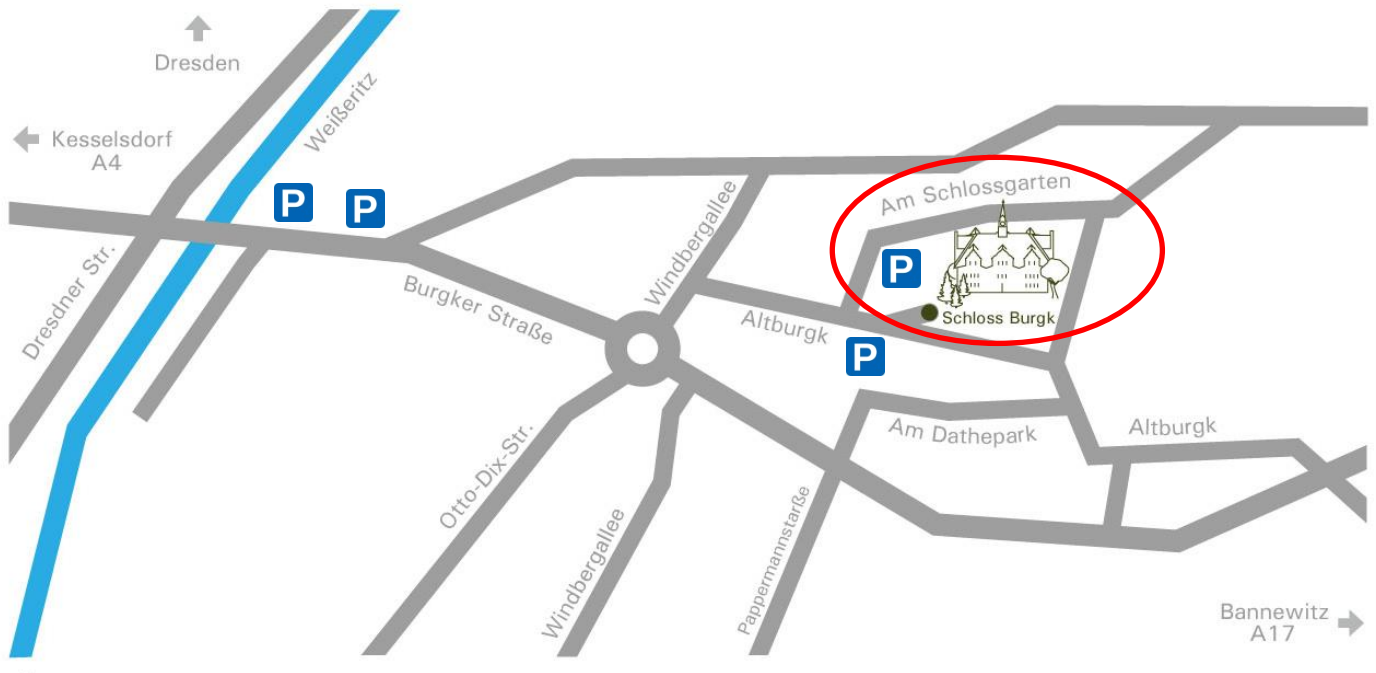 Dresden
Kesselsdorf
A4
Weißeritz
P
P
Dresdner Str.
Burgker Straße
Windbergallee
Am Schlossgarten
P
Schloss Burgk
Altburgk
P
Am Dathepark
Altburgk
Otto-Dix-Str.
Windbergallee
Pappermannstarße
Bannewitz
A17